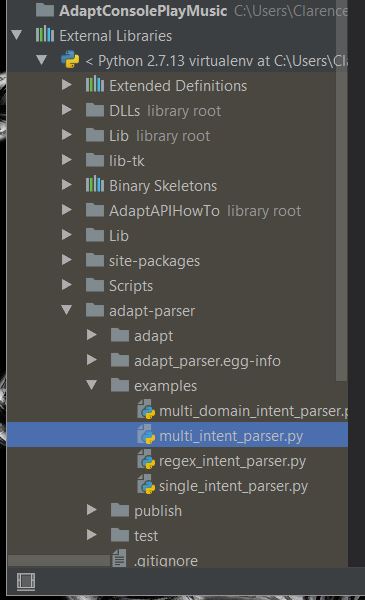 AdaptConsolePlayMusic C:\Users\Clarence
External Libraries
< Python 2.7.13 virtualenv at C:\Users\Cla
Extended Definitions
DLLs library root
Lib library root
lib-tk
Binary Skeletons
AdaptAPIHowTo library root
Lib
site-packages
Scripts
adapt-parser
adapt
adapt_parser.egg-info
examples
multi_domain_intent_parser.p
multi_intent_parser.py
regex_intent_parser.py
single_intent_parser.py
publish
test
.gitignore